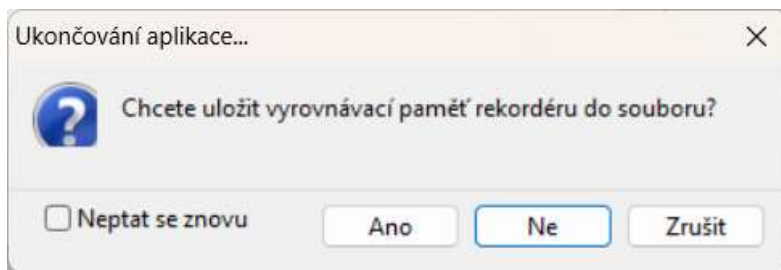 Ukončování aplikace...
Chcete uložit vyrovnávací paměť rekordéru do souboru?
Neptat se znovu
Ano
Ne
Zrušit